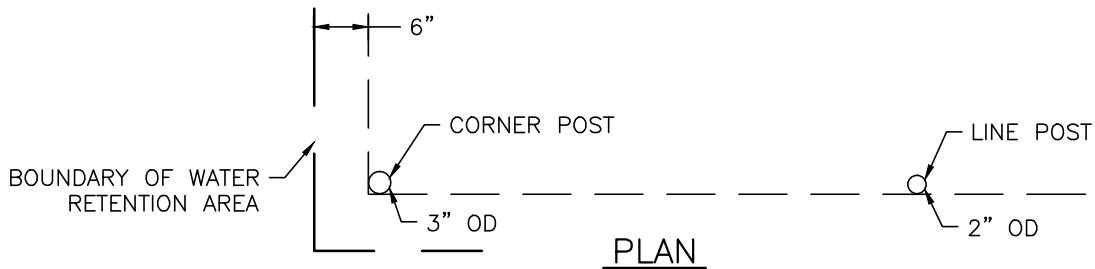 6”
CORNER POST
LINE POST
BOUNDARY OF WATER
RETENTION AREA
3” OD
2” OD
PLAN